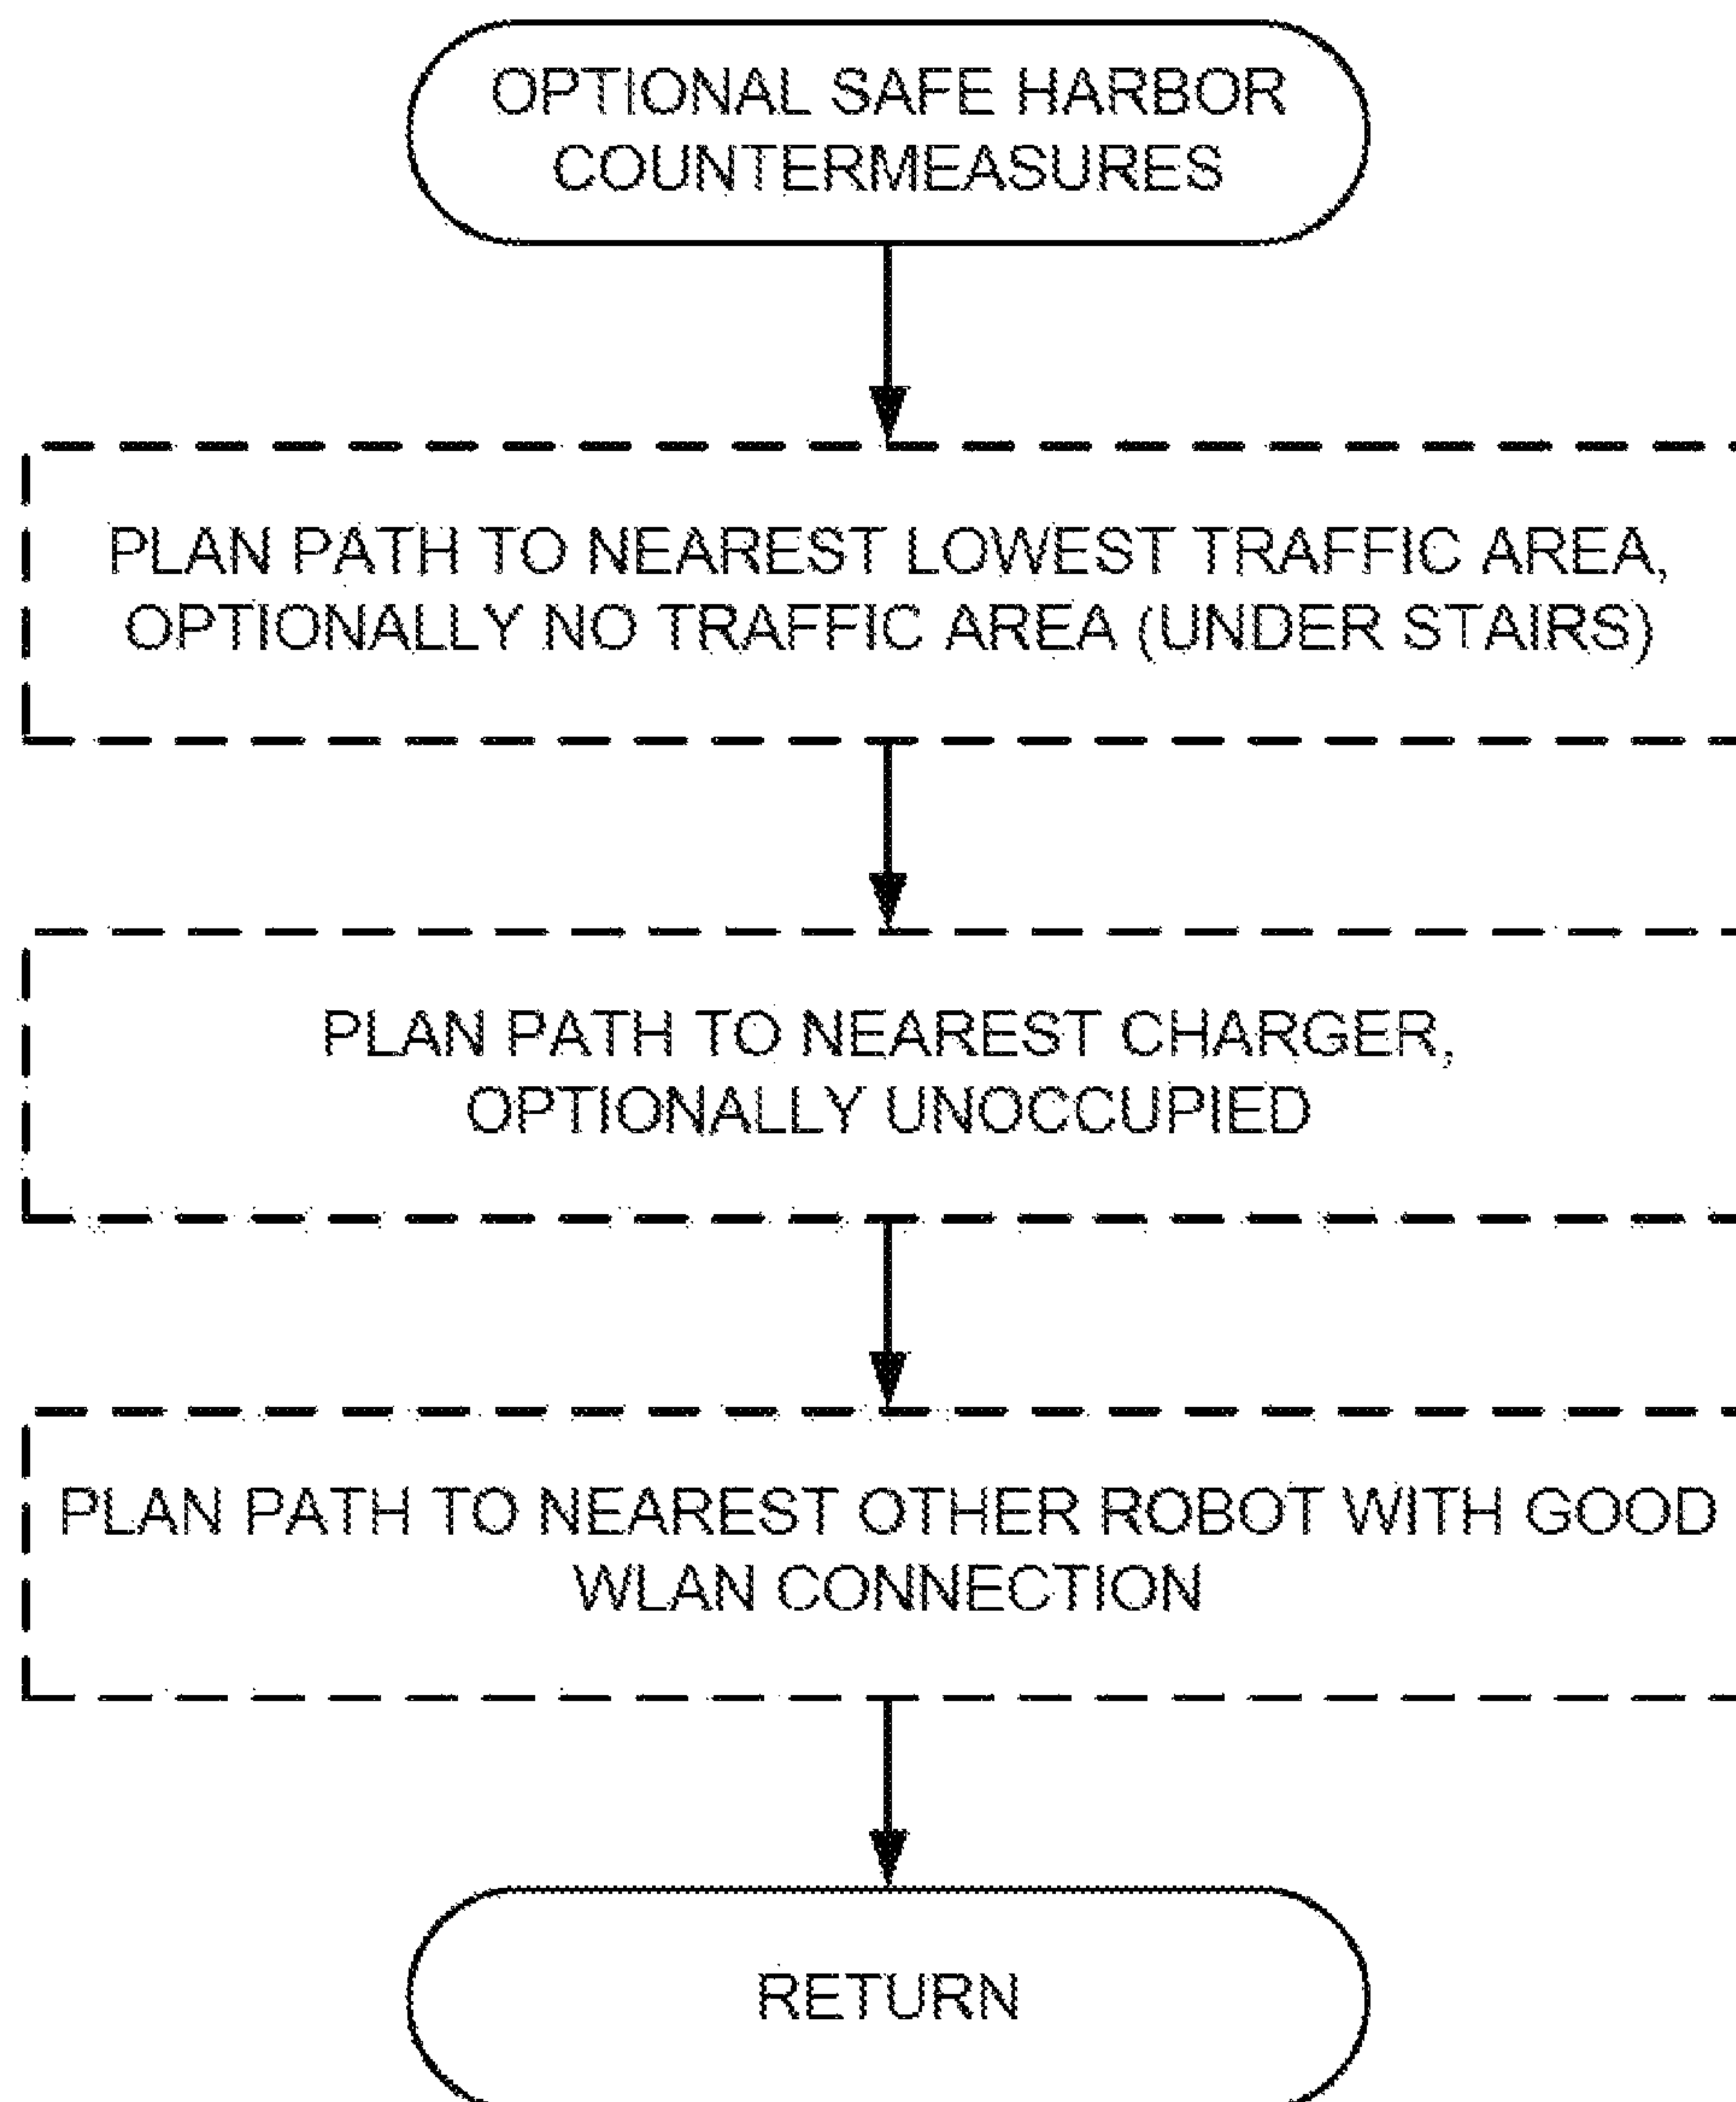 OPTIONAL SAFE HARBOR
COUNTERMEASURES
PLAN PATH TO NEAREST LOWEST TRAFFIC AREA,
OPTIONALLY NO TRAFFIC AREA (UNDER STAIRS)
PLAN PATH TO NEAREST CHARGER,
OPTIONALLY UNOCCUPIED
PLAN PATH TO NEAREST OTHER ROBOT WITH GOOD
WLAN CONNECTION
RETURN